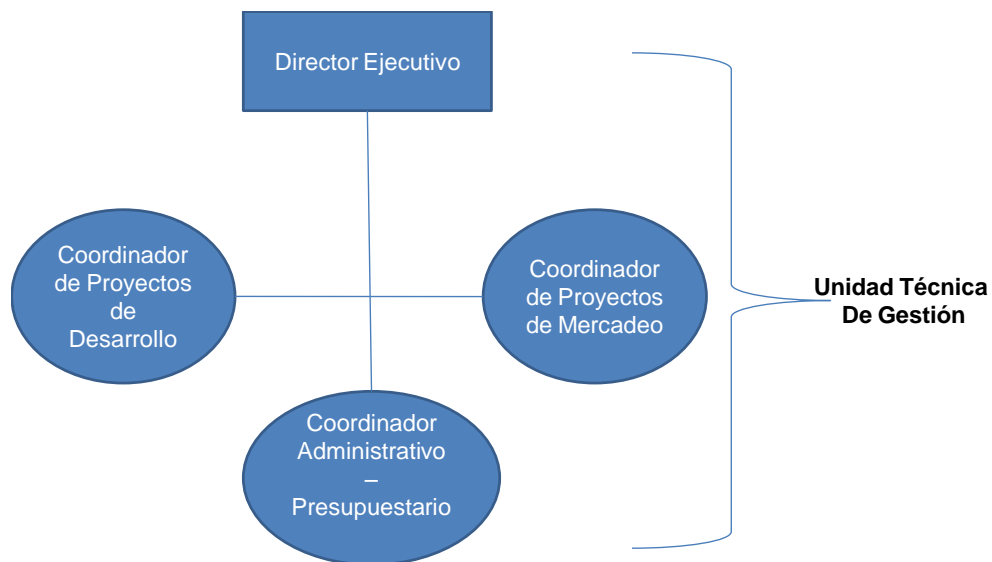 Director Ejecutivo
Coordinador
de Proyectos
de
Desarrollo
Coordinador
de Proyectos
de Mercadeo
Coordinador
Administrativo
–
Presupuestario
Unidad Técnica
De Gestión